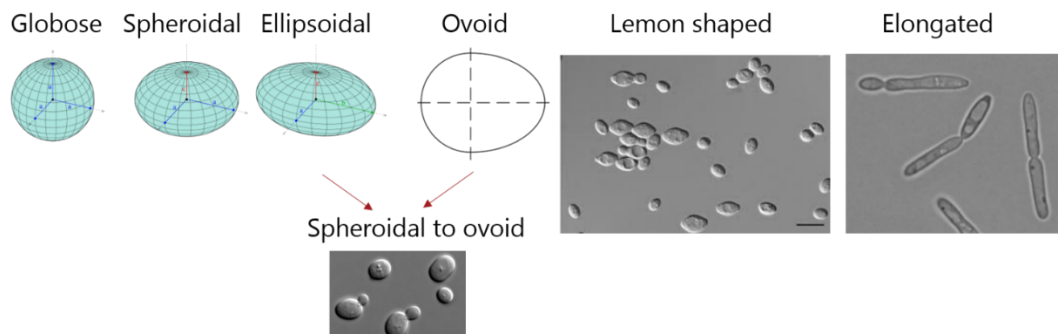 Globose
Spheroidal
Ellipsoidal
Ovoid
Lemon shaped
Elongated
Spheroidal to ovoid